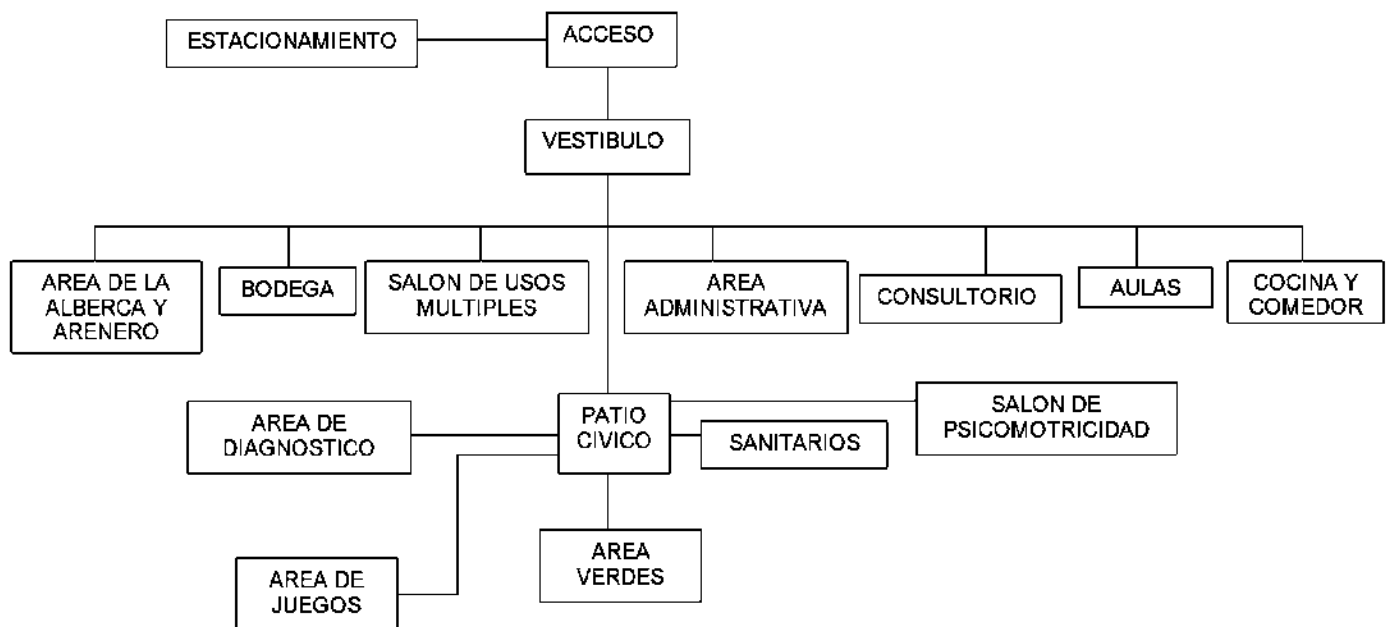 ESTACIONAMIENTO
ACCESO
VESTIBULO
AREA DE LA
ALBERCA Y
ARENERO
BODEGA
SALON DE USOS
MULTIPLES
AREA
ADMINISTRATIVA
CONSULTORIO
AULAS
COCINA Y
COMEDOR
AREA DE
DIAGNOSTICO
PATIO
CIVICO
SANITARIOS
SALON DE
PSICOMOTRICIDAD
AREA DE
JUEGOS
AREA
VERDES